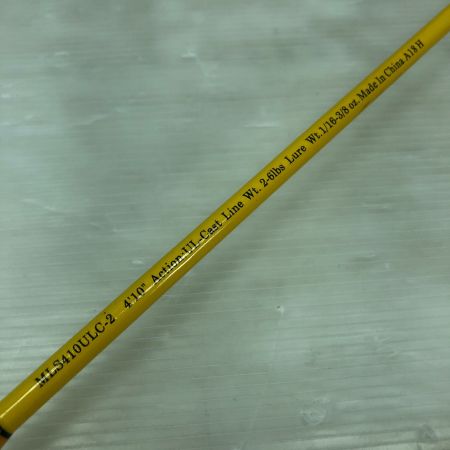 MLS410ULC-2 4'10" Action:UL-Cast Line Wt. 2-6lbs Lure Wt.1/16-3/8 oz. Made In China A18 H